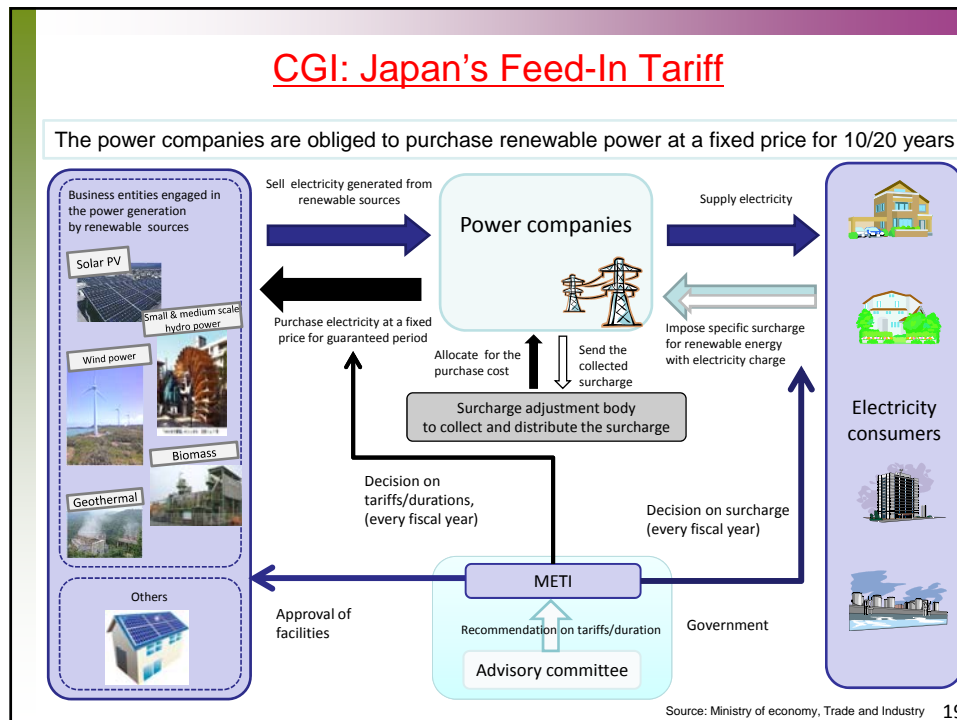 CGI: Japan's Feed-In Tariff
The power companies are obliged to purchase renewable power at a fixed price for 10/20 years
Business entities engaged in
the power generation
by renewable sources
Solar PV
Small & medium scale
hydro power
Wind power
Biomass
Geothermal
Others
Sell electricity generated from
renewable sources
Purchase electricity at a fixed
price for guaranteed period
Power companies
Supply electricity
Impose specific surcharge
for renewable energy
with electricity charge
Allocate for the
purchase cost
Send the
collected
surcharge
Surcharge adjustment body
to collect and distribute the surcharge
Electricity
consumers
Decision on
tariffs/durations,
(every fiscal year)
Decision on surcharge
(every fiscal year)
METI
Approval of
facilities
Recommendation on tariffs/duration
Government
Advisory committee
Source: Ministry of economy, Trade and Industry
19